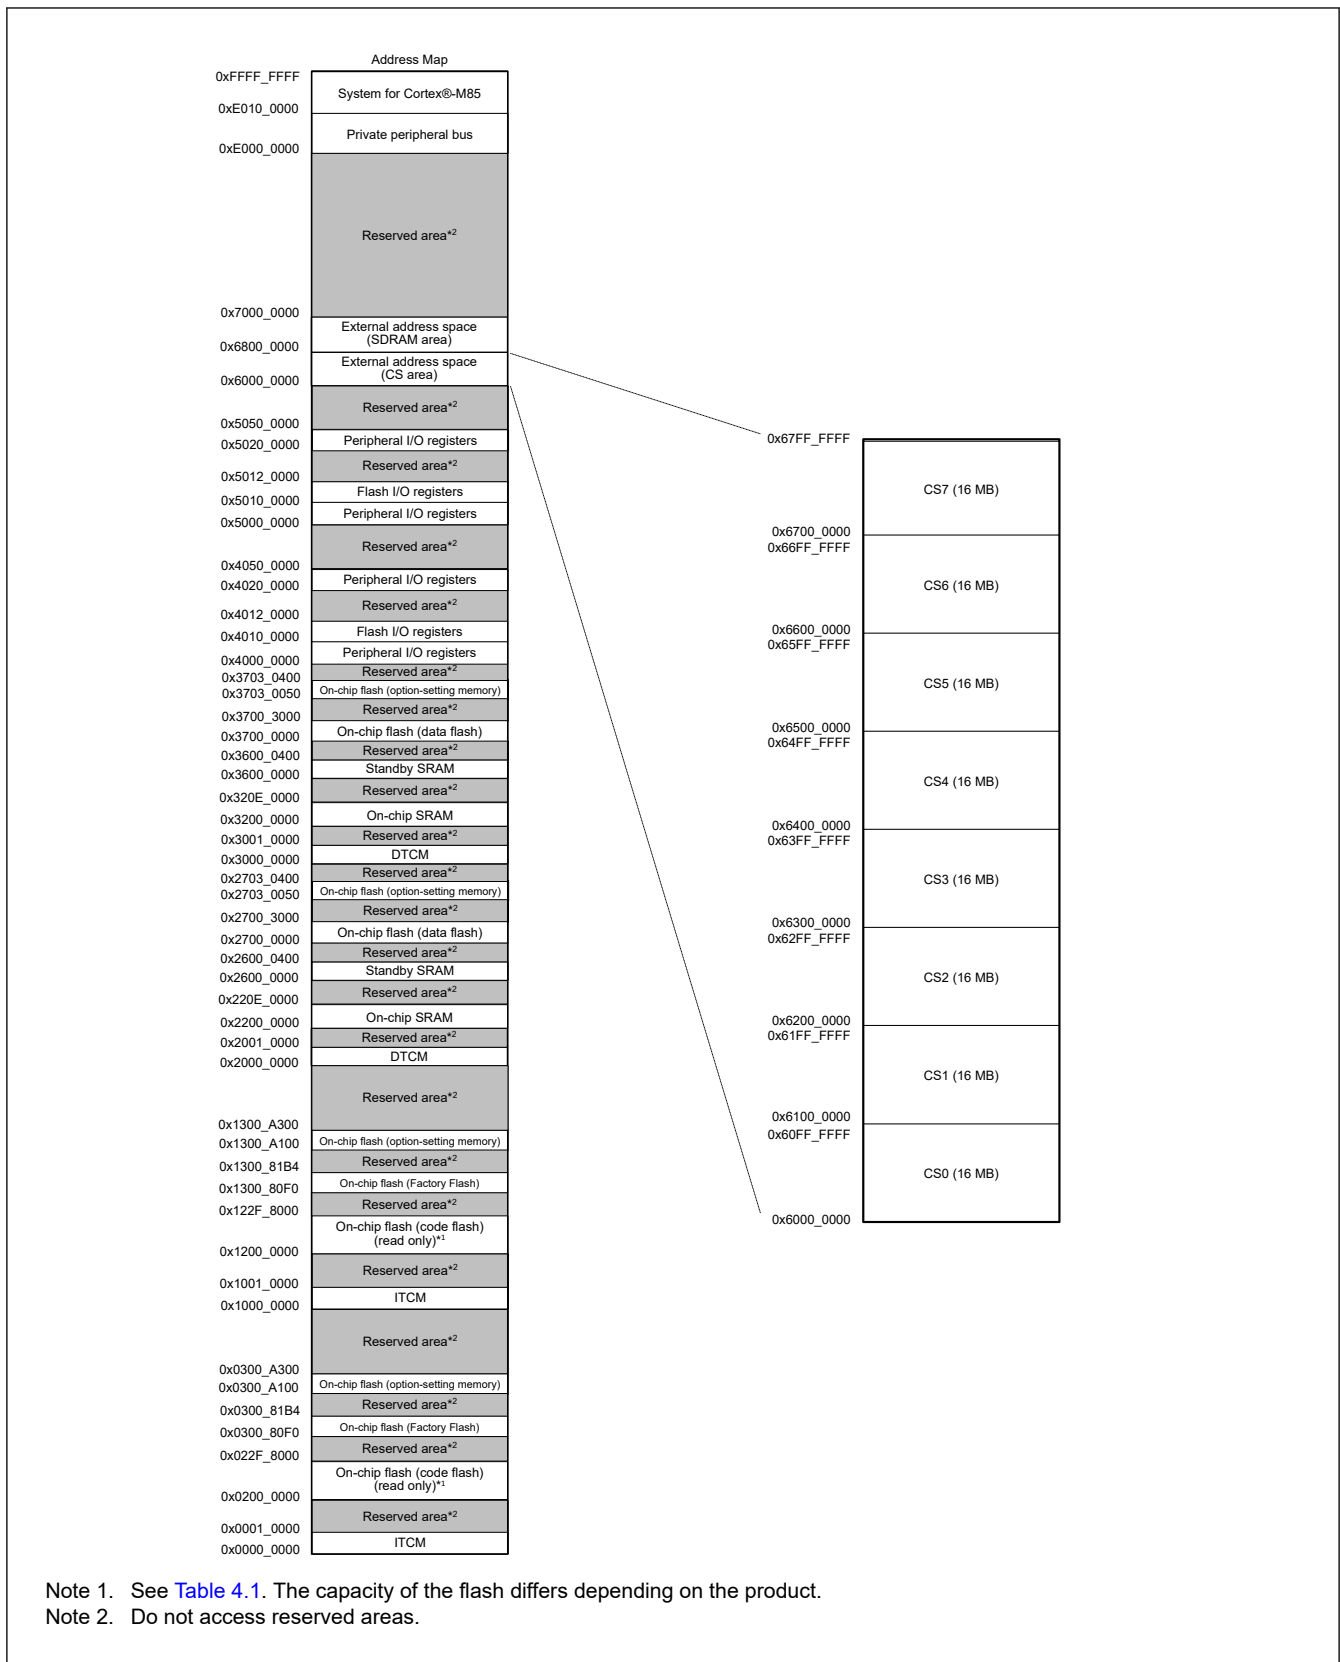 Address Map
0xFFFF_FFFF
System for Cortex®-M85
0xE010_0000
Private peripheral bus
0xE000_0000
Reserved area*2
0x7000_0000
External address space
(SDRAM area)
0x6800_0000
External address space
(CS area)
0x6000_0000
Reserved area*2
0x5050_0000
Peripheral I/O registers
0x5020_0000
Reserved area*2
0x5012_0000
Flash I/O registers
0x5010_0000
Peripheral I/O registers
0x5000_0000
Reserved area*2
0x4050_0000
Peripheral I/O registers
0x4020_0000
Reserved area*2
0x4012_0000
Flash I/O registers
0x4010_0000
Peripheral I/O registers
0x4000_0000
Reserved area*2
0x3703_0400
On-chip flash (option-setting memory)
0x3703_0050
Reserved area*2
0x3700_3000
On-chip flash (data flash)
0x3700_0000
Reserved area*2
0x3600_0400
Standby SRAM
0x3600_0000
Reserved area*2
0x320E_0000
On-chip SRAM
0x3200_0000
Reserved area*2
0x3001_0000
DTCM
0x3000_0000
Reserved area*2
0x2703_0400
On-chip flash (option-setting memory)
0x2703_0050
Reserved area*2
0x2700_3000
On-chip flash (data flash)
0x2700_0000
Reserved area*2
0x2600_0400
Standby SRAM
0x2600_0000
Reserved area*2
0x220E_0000
On-chip SRAM
0x2200_0000
Reserved area*2
0x2001_0000
DTCM
0x2000_0000
Reserved area*2
0x1300_A300
On-chip flash (option-setting memory)
0x1300_A100
Reserved area*2
0x1300_81B4
On-chip flash (Factory Flash)
0x1300_80F0
Reserved area*2
0x122F_8000
On-chip flash (code flash)
(read only)*1
0x1200_0000
Reserved area*2
0x1001_0000
ITCM
0x1000_0000
Reserved area*2
0x0300_A300
On-chip flash (option-setting memory)
0x0300_A100
Reserved area*2
0x0300_81B4
On-chip flash (Factory Flash)
0x0300_80F0
Reserved area*2
0x022F_8000
On-chip flash (code flash)
(read only)*1
0x0200_0000
Reserved area*2
0x0001_0000
ITCM
0x0000_0000
0x67FF_FFFF
CS7 (16 MB)
0x6700_0000
0x66FF_FFFF
CS6 (16 MB)
0x6600_0000
0x65FF_FFFF
CS5 (16 MB)
0x6500_0000
0x64FF_FFFF
CS4 (16 MB)
0x6400_0000
0x63FF_FFFF
CS3 (16 MB)
0x6300_0000
0x62FF_FFFF
CS2 (16 MB)
0x6200_0000
0x61FF_FFFF
CS1 (16 MB)
0x6100_0000
0x60FF_FFFF
CS0 (16 MB)
0x6000_0000
Note 1. See Table 4.1. The capacity of the flash differs depending on the product.
Note 2. Do not access reserved areas.